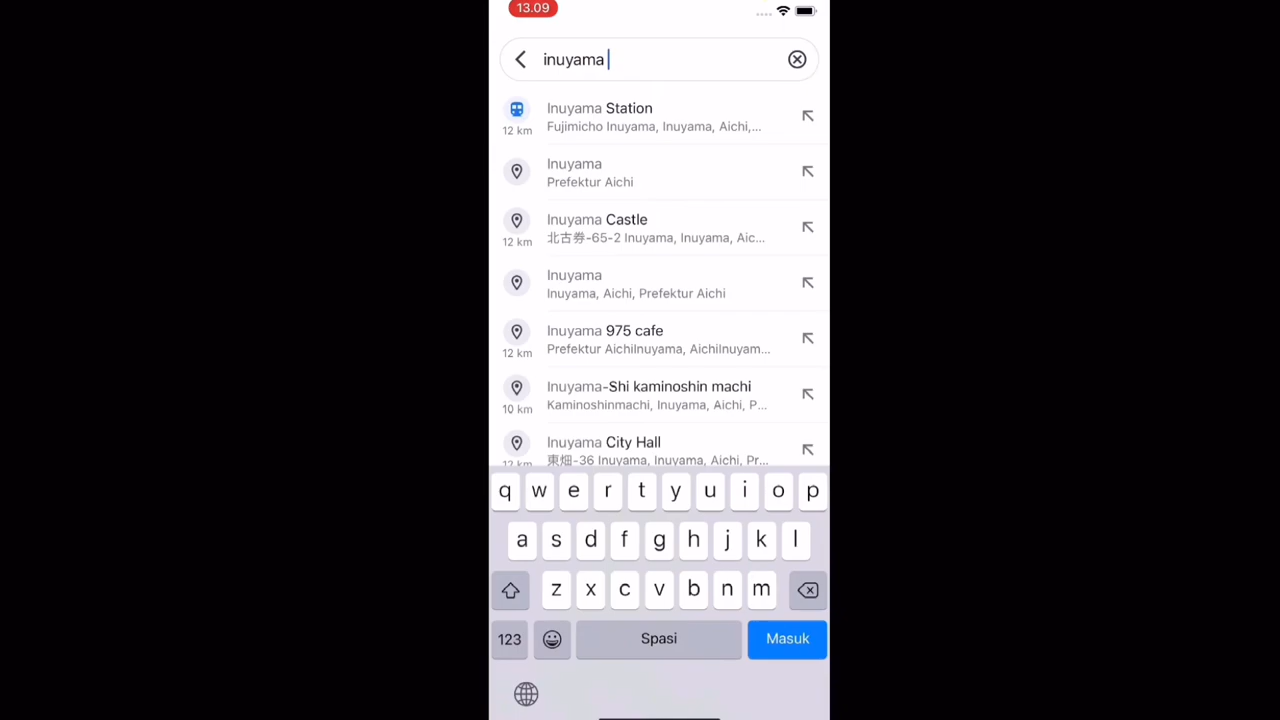 13.09
inuyama
Inuyama Station
Fujimicho Inuyama, Inuyama, Aichi,...
12 km
Inuyama
Prefektur Aichi
Inuyama Castle
北古券-65-2 Inuyama, Inuyama, Aic...
12 km
Inuyama
Inuyama, Aichi, Prefektur Aichi
Inuyama 975 cafe
Prefektur AichiInuyama, AichiInuyam...
12 km
Inuyama-Shi kaminoshin machi
Kaminoshinmachi, Inuyama, Aichi, P...
10 km
Inuyama City Hall
東畑-36 Inuyama, Inuyama, Aichi, Pr...
12 km
q w e r t y u i o p
a s d f g h j k l
z x c v b n m
123 Spasi Masuk